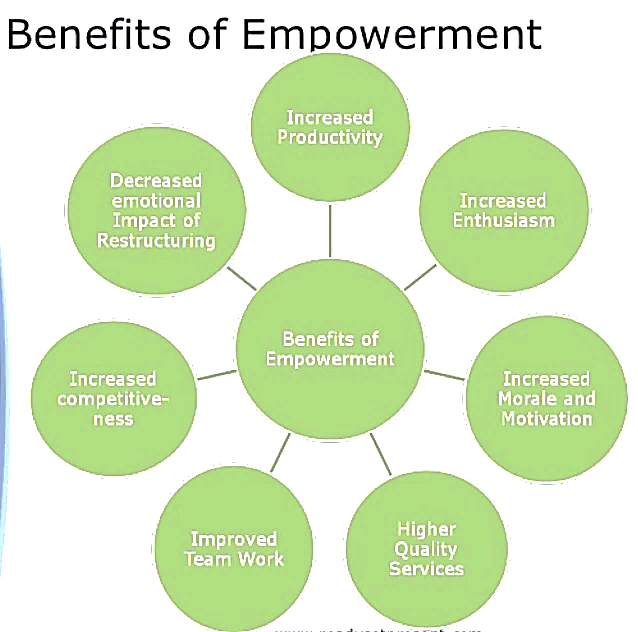 Benefits of Empowerment
Increased
Productivity
Increased
Enthusiasm
Increased
Morale and
Motivation
Higher
Quality
Services
Improved
Team Work
Increased
competitive-
ness
Decreased
emotional
Impact of
Restructuring
Benefits of
Empowerment